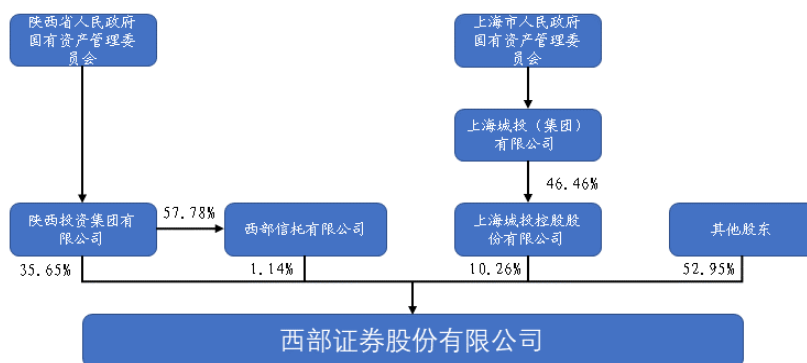 陕西省人民政府
国有资产管理委
员会
上海市人民政府
国有资产管理委
员会
上海城投（集团）
有限公司
46.46%
陕西投资集团有
限公司
57.78%
西部信托有限公司
上海城投控股股
份有限公司
其他股东
35.65%
1.14%
10.26%
52.95%
西部证券股份有限公司